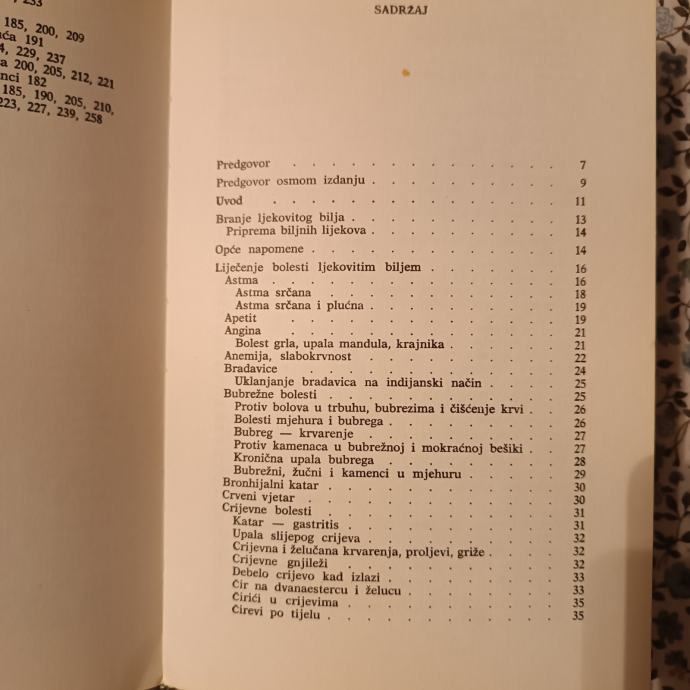 , 233
185, 200, 209
ća 191
4, 229, 237
a 200, 205, 212, 221
nci 182
185, 190, 205, 210,
223, 227, 239, 258
SADRŽAJ
Predgovor . . . . . . . . . . . 7
Predgovor osmom izdanju . . . . . . . . 9
Uvod . . . . . . . . . . . 11
Branje ljekovitog bilja . . . . . . . . . 13
Priprema biljnih lijekova . . . . . . . . 14
Opće napomene . . . . . . . . . . 14
Liječenje bolesti ljekovitim biljem . . . . . . 16
Astma . . . . . . . . . . . . 16
Astma srčana . . . . . . . . . 18
Astma srčana i plućna . . . . . . . . 19
Apetit . . . . . . . . . . . 19
Angina . . . . . . . . . . . 21
Bolest grla, upala mandula, krajnika . . . . . 21
Anemija, slabokrvnost . . . . . . . . 22
Bradavice . . . . . . . . . . 24
Uklanjanje bradavica na indijanski način . . . 25
Bubrežne bolesti . . . . . . . . . . 25
Protiv bolova u trbuhu, bubrezima i čišćenje krvi . . 26
Bolesti mjehura i bubrega . . . . . . . 26
Bubreg — krvarenje . . . . . . . . 27
Protiv kamenaca u bubrežnoj i mokraćnoj bešiki . . 27
Kronična upala bubrega . . . . . . . 28
Bubrežni, žučni i kamenci u mjehuru . . . . 29
Bronhijalni katar . . . . . . . . . . 30
Crveni vjetar . . . . . . . . . . . 30
Crijevne bolesti . . . . . . . . . . 31
Katar — gastritis . . . . . . . . . 31
Upala slijepog crijeva . . . . . . . . 32
Crijevna i želučana krvarenja, proljevi, griže . . . 32
Crijevne gnjileži . . . . . . . . . 32
Debelo crijevo kad izlazi . . . . . . . 33
Čir na dvanaestercu i želucu . . . . . . 33
Čirići u crijevima . . . . . . . . . 35
Čirevi po tijelu . . . . . . . . . . 35